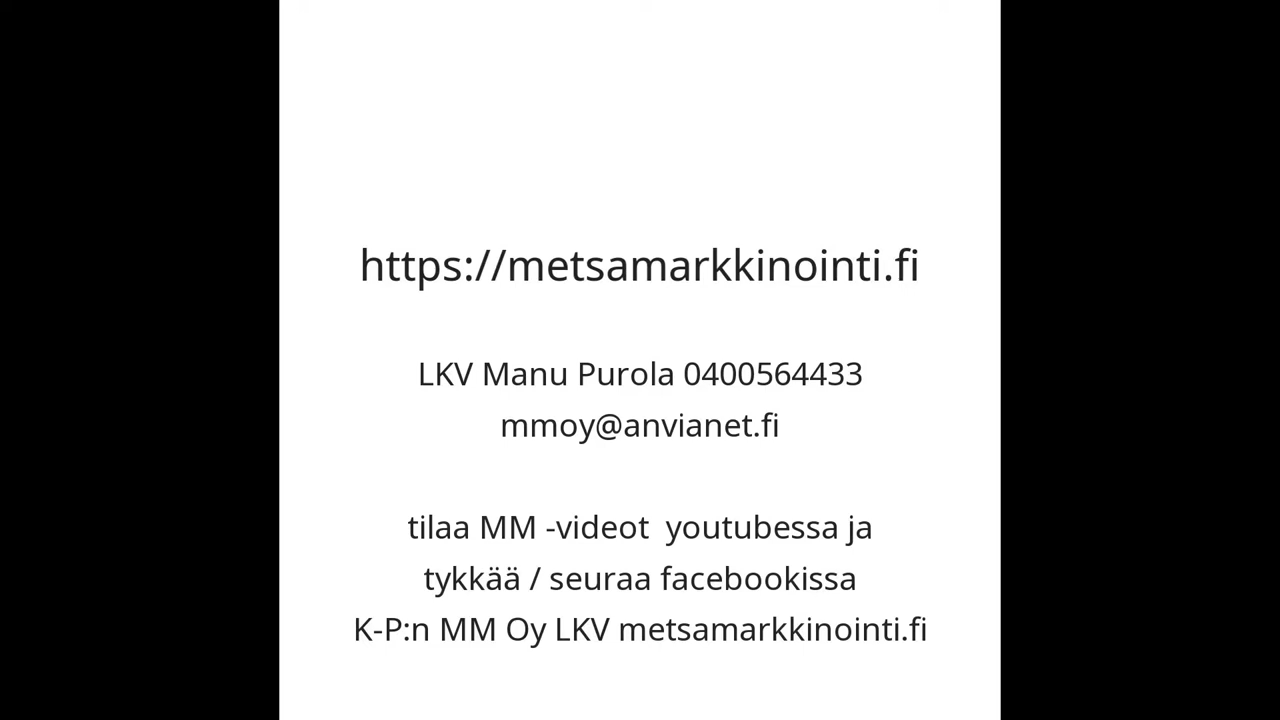 https://metsamarkkinointi.fi
LKV Manu Purola 0400564433
mmoy@anvianet.fi
tilaa MM -videot  youtubessa ja
tykkää / seuraa facebookissa
K-P:n MM Oy LKV metsamarkkinointi.fi